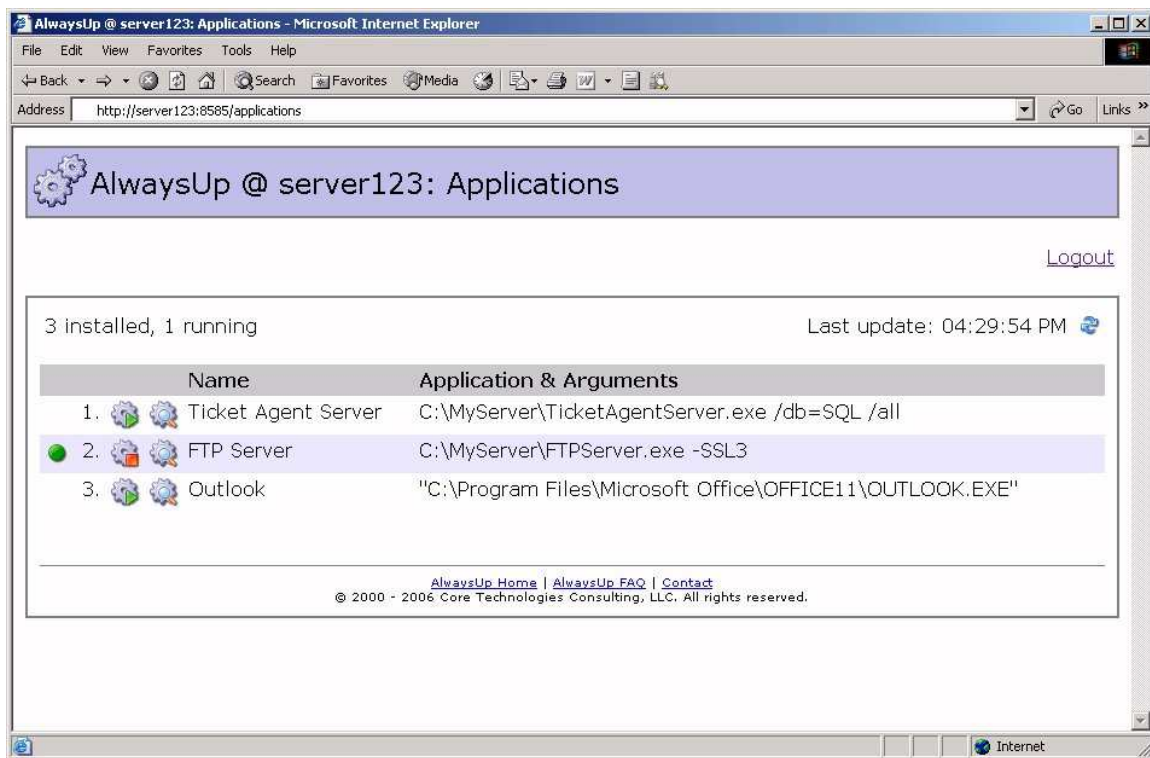 AlwaysUp @ server123: Applications - Microsoft Internet Explorer
File Edit View Favorites Tools Help
Back Search Favorites Media
Address http://server123:8585/applications Go Links »
AlwaysUp @ server123: Applications
Logout
3 installed, 1 running Last update: 04:29:54 PM
Name Application & Arguments
1. Ticket Agent Server C:\MyServer\TicketAgentServer.exe /db=SQL /all
2. FTP Server C:\MyServer\FTPServer.exe -SSL3
3. Outlook "C:\Program Files\Microsoft Office\OFFICE11\OUTLOOK.EXE"
AlwaysUp Home | AlwaysUp FAQ | Contact
© 2000 - 2006 Core Technologies Consulting, LLC. All rights reserved.
Internet